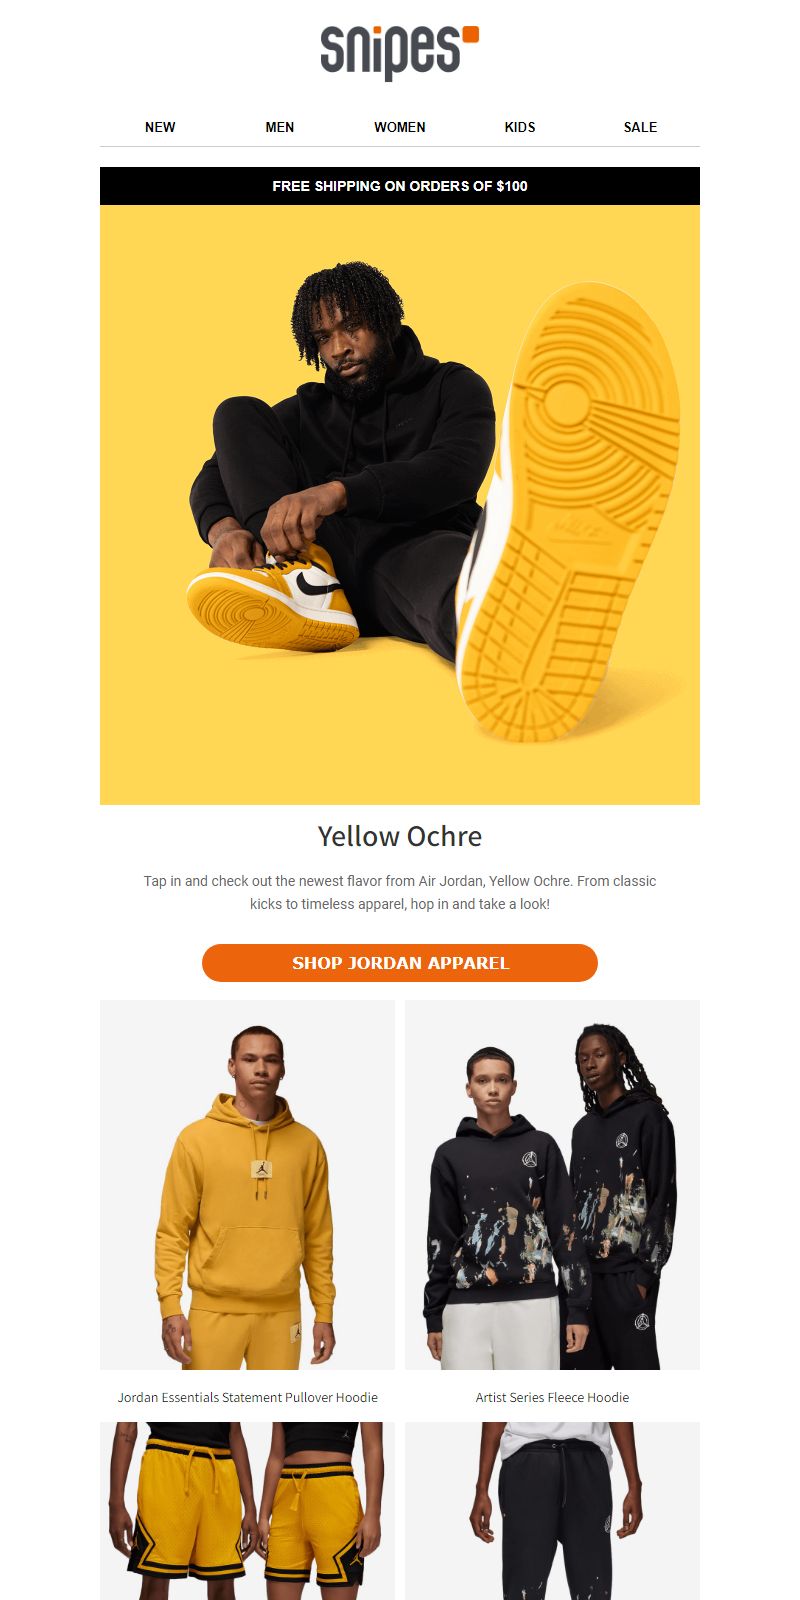 snipes
NEW MEN WOMEN KIDS SALE
FREE SHIPPING ON ORDERS OF $100
Yellow Ochre
Tap in and check out the newest flavor from Air Jordan, Yellow Ochre. From classic
kicks to timeless apparel, hop in and take a look!
SHOP JORDAN APPAREL
Jordan Essentials Statement Pullover Hoodie
Artist Series Fleece Hoodie